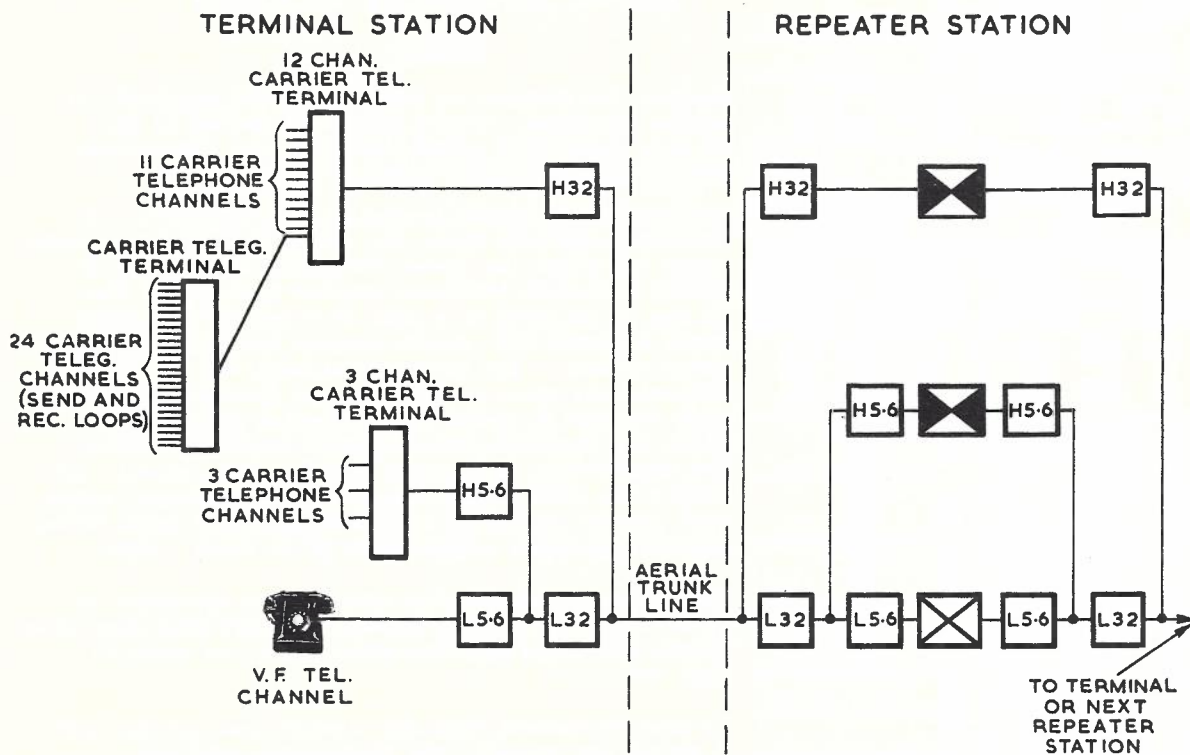 TERMINAL STATION
REPEATER STATION
12 CHAN.
CARRIER TEL.
TERMINAL
11 CARRIER
TELEPHONE
CHANNELS
H32
H32
H32
CARRIER TELEG.
TERMINAL
24 CARRIER
TELEG.
CHANNELS
(SEND AND
REC. LOOPS)
3 CHAN.
CARRIER TEL.
TERMINAL
H5·6
H5·6
3 CARRIER
TELEPHONE
CHANNELS
H5·6
AERIAL
TRUNK
LINE
L5·6
L32
L32
L5·6
L5·6
L32
V.F. TEL.
CHANNEL
TO TERMINAL
OR NEXT
REPEATER
STATION